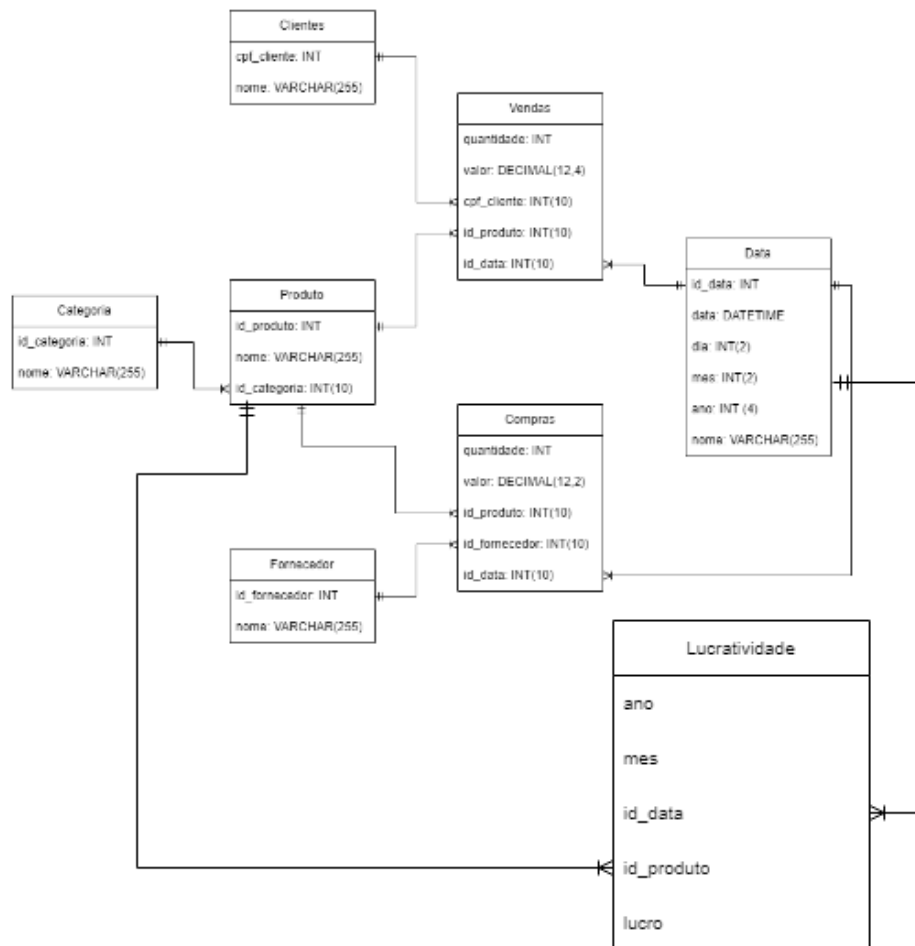 Clientes
cpf_cliente: INT
nome: VARCHAR(255)
Vendas
quantidade: INT
valor: DECIMAL(12,4)
cpf_cliente: INT(10)
id_produto: INT(10)
id_data: INT(10)
Data
id_data: INT
data: DATETIME
dia: INT(2)
mes: INT(2)
ano: INT (4)
nome: VARCHAR(255)
Categoria
id_categoria: INT
nome: VARCHAR(255)
Produto
id_produto: INT
nome: VARCHAR(255)
id_categoria: INT(10)
Compras
quantidade: INT
valor: DECIMAL(12,2)
id_produto: INT(10)
id_fornecedor: INT(10)
id_data: INT(10)
Fornecedor
id_fornecedor: INT
nome: VARCHAR(255)
Lucratividade
ano
mes
id_data
id_produto
lucro